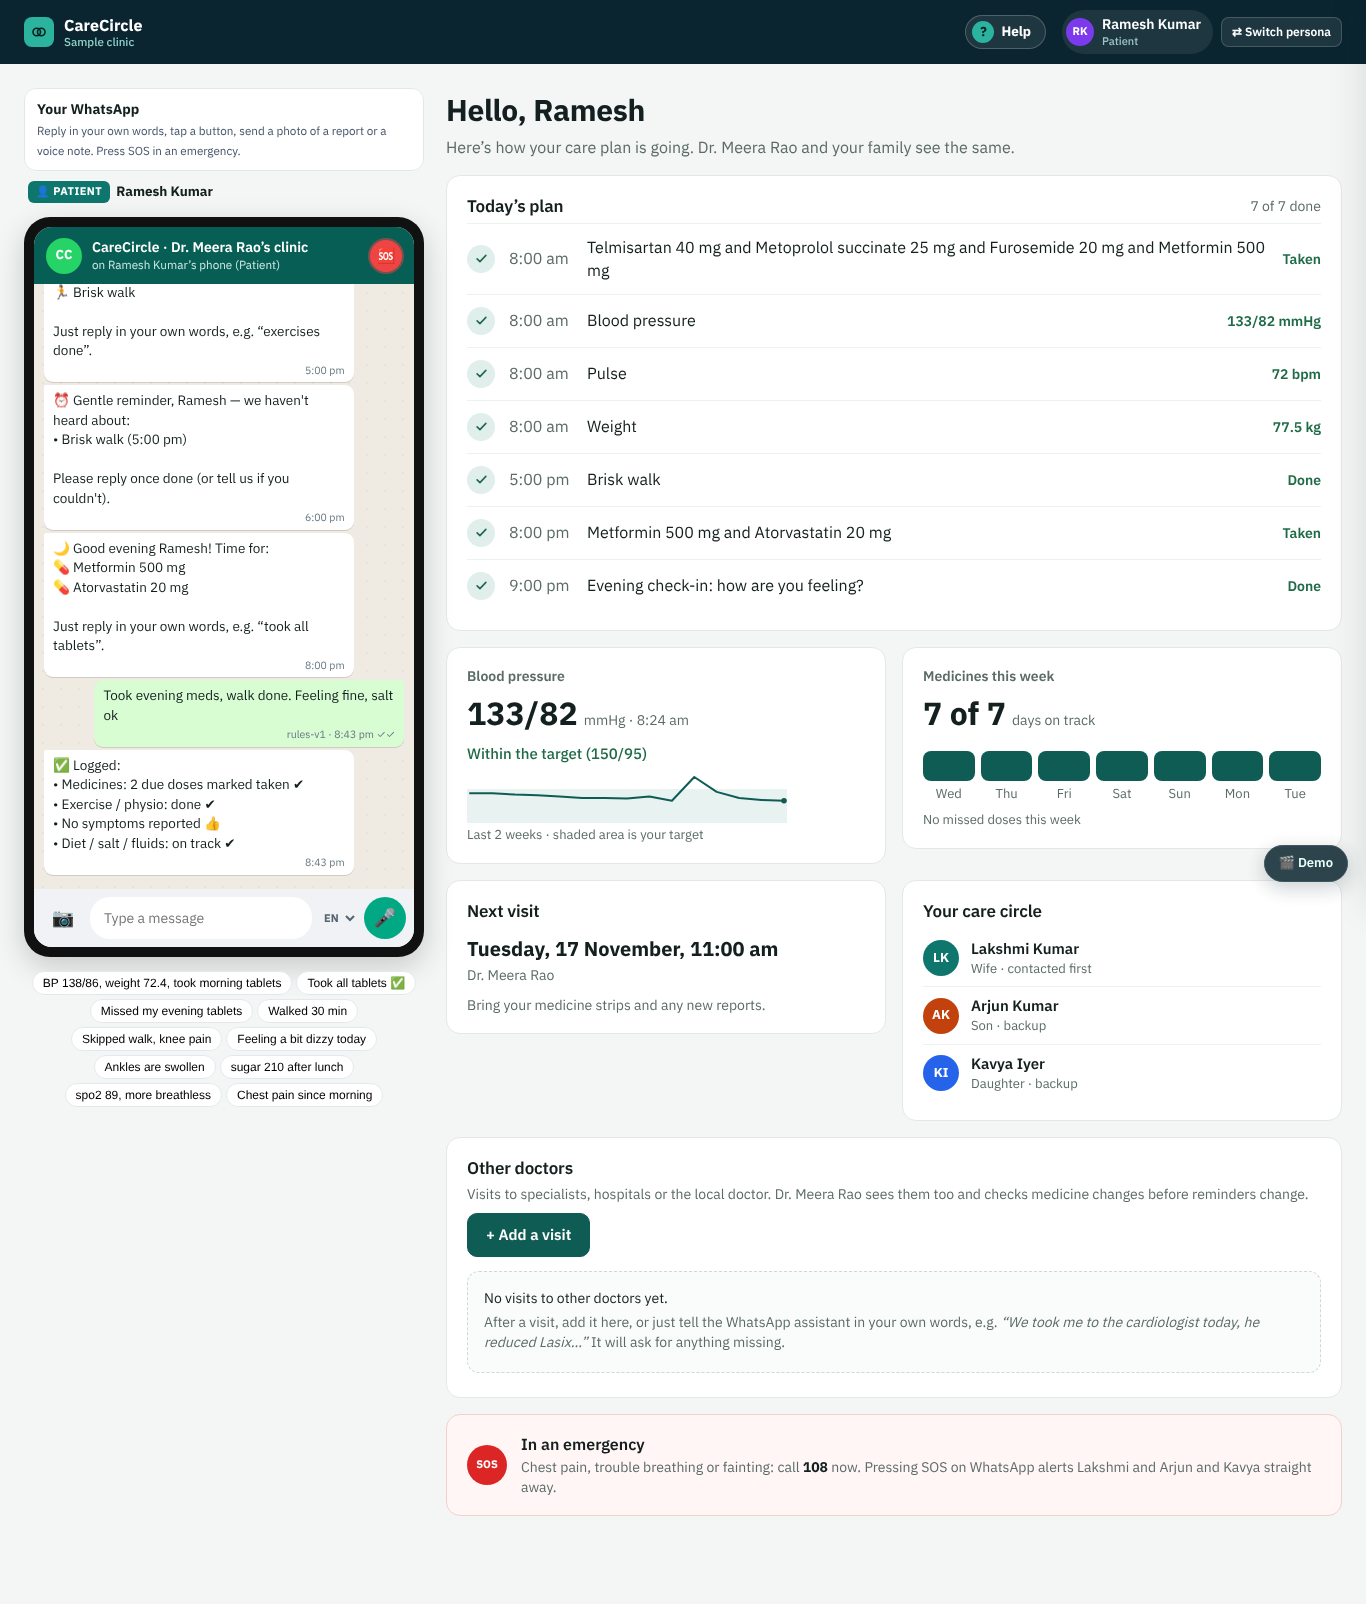 CareCircle
Sample clinic
? Help
RK
Ramesh Kumar
Patient
⇄ Switch persona
Your WhatsApp
Reply in your own words, tap a button, send a photo of a report or a
voice note. Press SOS in an emergency.
👤 PATIENT
Ramesh Kumar
CC
CareCircle · Dr. Meera Rao’s clinic
on Ramesh Kumar’s phone (Patient)
SOS
🏃 Brisk walk
Just reply in your own words, e.g. “exercises
done”.
5:00 pm
⏰ Gentle reminder, Ramesh — we haven't
heard about:
• Brisk walk (5:00 pm)
Please reply once done (or tell us if you
couldn't).
6:00 pm
🌙 Good evening Ramesh! Time for:
💊 Metformin 500 mg
💊 Atorvastatin 20 mg
Just reply in your own words, e.g. “took all
tablets”.
8:00 pm
Took evening meds, walk done. Feeling fine, salt
ok
rules-v1 · 8:43 pm ✓✓
✅ Logged:
• Medicines: 2 due doses marked taken ✔
• Exercise / physio: done ✔
• No symptoms reported 👍
• Diet / salt / fluids: on track ✔
8:43 pm
Type a message
EN
BP 138/86, weight 72.4, took morning tablets
Took all tablets ✅
Missed my evening tablets
Walked 30 min
Skipped walk, knee pain
Feeling a bit dizzy today
Ankles are swollen
sugar 210 after lunch
spo2 89, more breathless
Chest pain since morning
Hello, Ramesh
Here’s how your care plan is going. Dr. Meera Rao and your family see the same.
Today’s plan
7 of 7 done
8:00 am
Telmisartan 40 mg and Metoprolol succinate 25 mg and Furosemide 20 mg and Metformin 500
mg
Taken
8:00 am Blood pressure 133/82 mmHg
8:00 am Pulse 72 bpm
8:00 am Weight 77.5 kg
5:00 pm Brisk walk Done
8:00 pm Metformin 500 mg and Atorvastatin 20 mg Taken
9:00 pm Evening check-in: how are you feeling? Done
Blood pressure
133/82 mmHg · 8:24 am
Within the target (150/95)
Last 2 weeks · shaded area is your target
Medicines this week
7 of 7 days on track
Wed Thu Fri Sat Sun Mon Tue
No missed doses this week
🎬 Demo
Next visit
Tuesday, 17 November, 11:00 am
Dr. Meera Rao
Bring your medicine strips and any new reports.
Your care circle
LK
Lakshmi Kumar
Wife · contacted first
AK
Arjun Kumar
Son · backup
KI
Kavya Iyer
Daughter · backup
Other doctors
Visits to specialists, hospitals or the local doctor. Dr. Meera Rao sees them too and checks medicine changes before reminders change.
+ Add a visit
No visits to other doctors yet.
After a visit, add it here, or just tell the WhatsApp assistant in your own words, e.g. “We took me to the cardiologist today, he
reduced Lasix…” It will ask for anything missing.
SOS
In an emergency
Chest pain, trouble breathing or fainting: call 108 now. Pressing SOS on WhatsApp alerts Lakshmi and Arjun and Kavya straight
away.